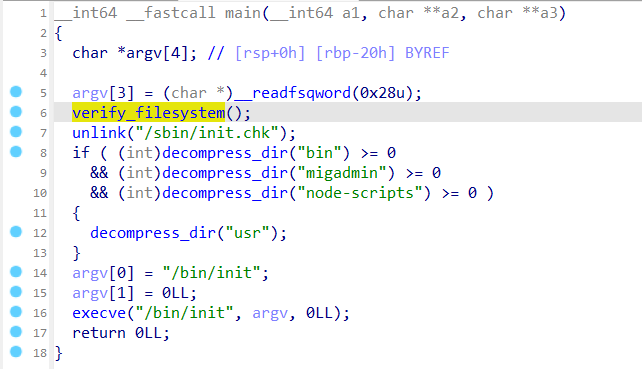 1 __int64 __fastcall main(__int64 a1, char **a2, char **a3)
2 {
3 char *argv[4]; // [rsp+0h] [rbp-20h] BYREF
4
5 argv[3] = (char *)__readfsqword(0x28u);
6 verify_filesystem();
7 unlink("/sbin/init.chk");
8 if ( (int)decompress_dir("bin") >= 0
9 && (int)decompress_dir("migadmin") >= 0
10 && (int)decompress_dir("node-scripts") >= 0 )
11 {
12 decompress_dir("usr");
13 }
14 argv[0] = "/bin/init";
15 argv[1] = 0LL;
16 execve("/bin/init", argv, 0LL);
17 return 0LL;
18 }